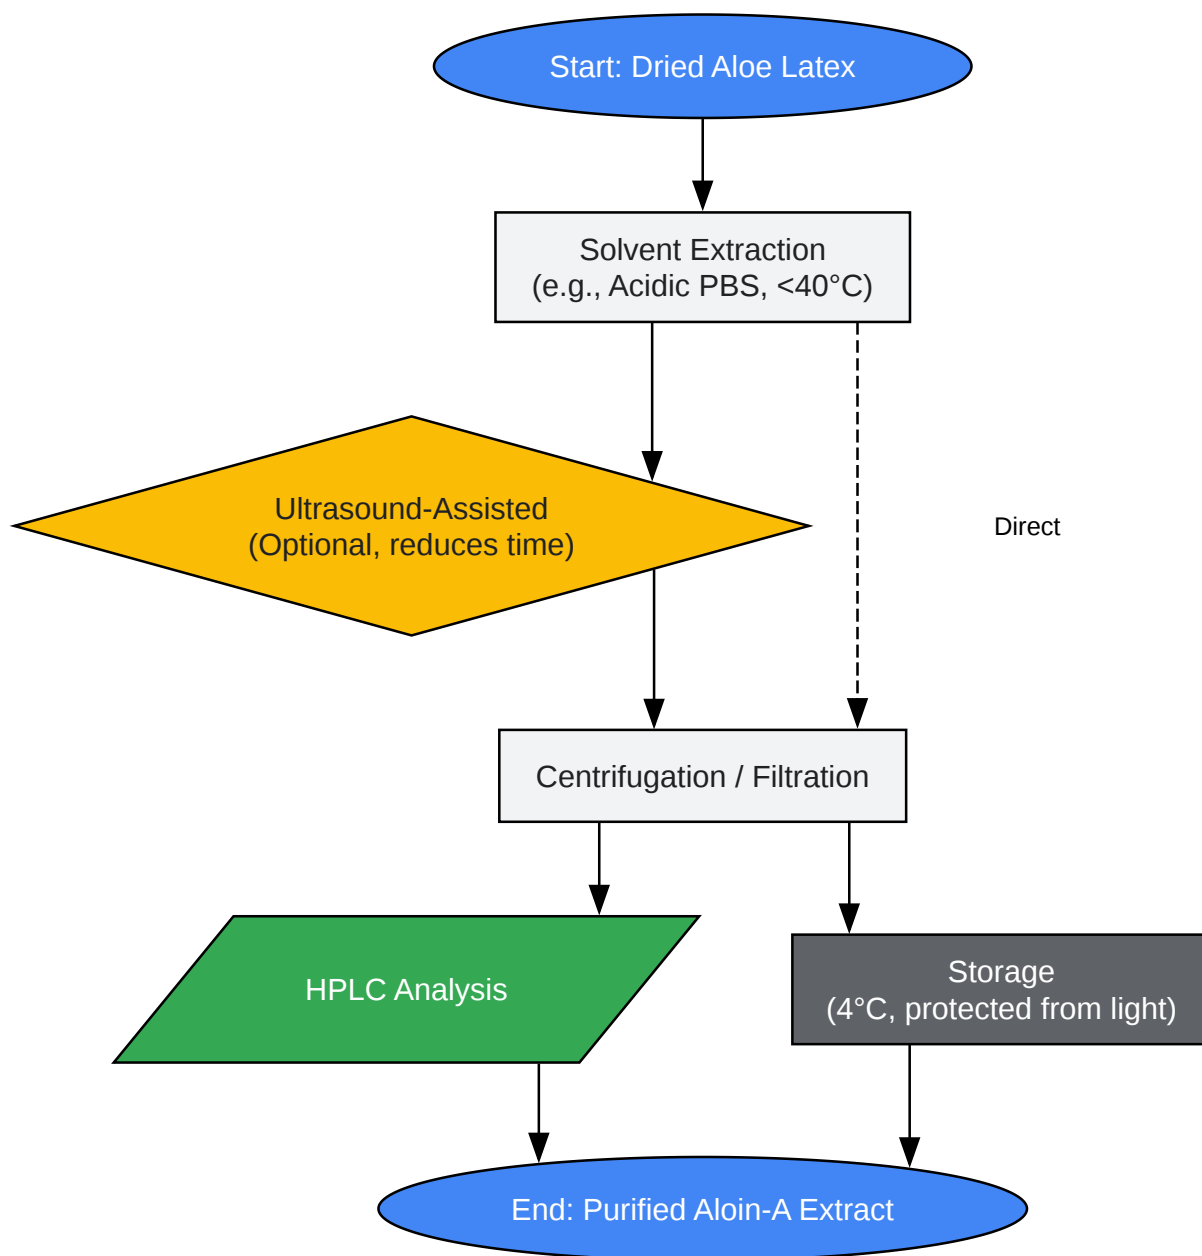 Start: Dried Aloe Latex
Solvent Extraction
(e.g., Acidic PBS, <40°C)
Ultrasound-Assisted
(Optional, reduces time)
Direct
Centrifugation / Filtration
HPLC Analysis
Storage
(4°C, protected from light)
End: Purified Aloin-A Extract